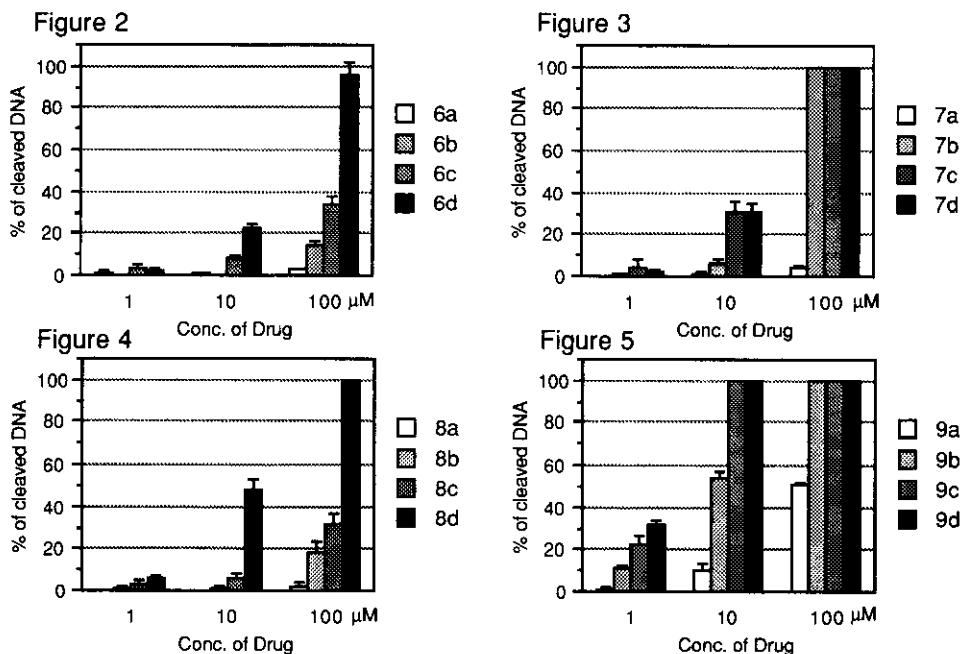 Figure 2
% of cleaved DNA
100
80
60
40
20
0
1
10
100 μM
Conc. of Drug
6a
6b
6c
6d
Figure 3
% of cleaved DNA
100
80
60
40
20
0
1
10
100 μM
Conc. of Drug
7a
7b
7c
7d
Figure 4
% of cleaved DNA
100
80
60
40
20
0
1
10
100 μM
Conc. of Drug
8a
8b
8c
8d
Figure 5
% of cleaved DNA
100
80
60
40
20
0
1
10
100 μM
Conc. of Drug
9a
9b
9c
9d